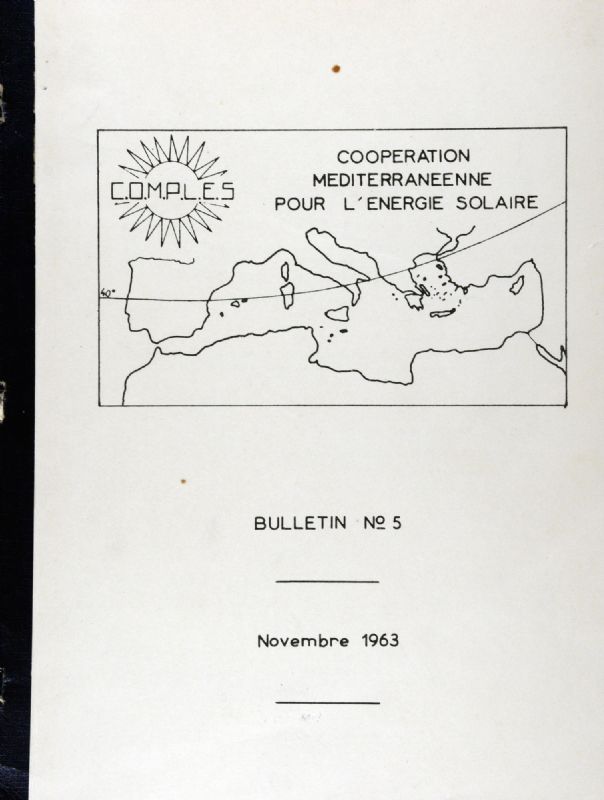 C.O.M.P.L.E.S
COOPERATION
MEDITERRANEENNE
POUR L'ENERGIE SOLAIRE
40°
BULLETIN Nº 5
Novembre 1963